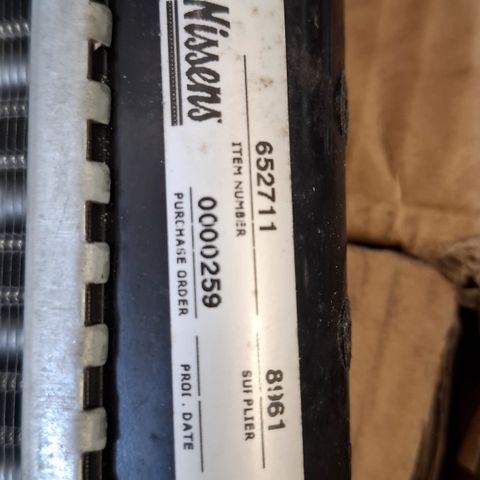 Nissens
652711 8961
ITEM NUMBER SUPPLIER
0000259
PURCHASE ORDER PROD. DATE